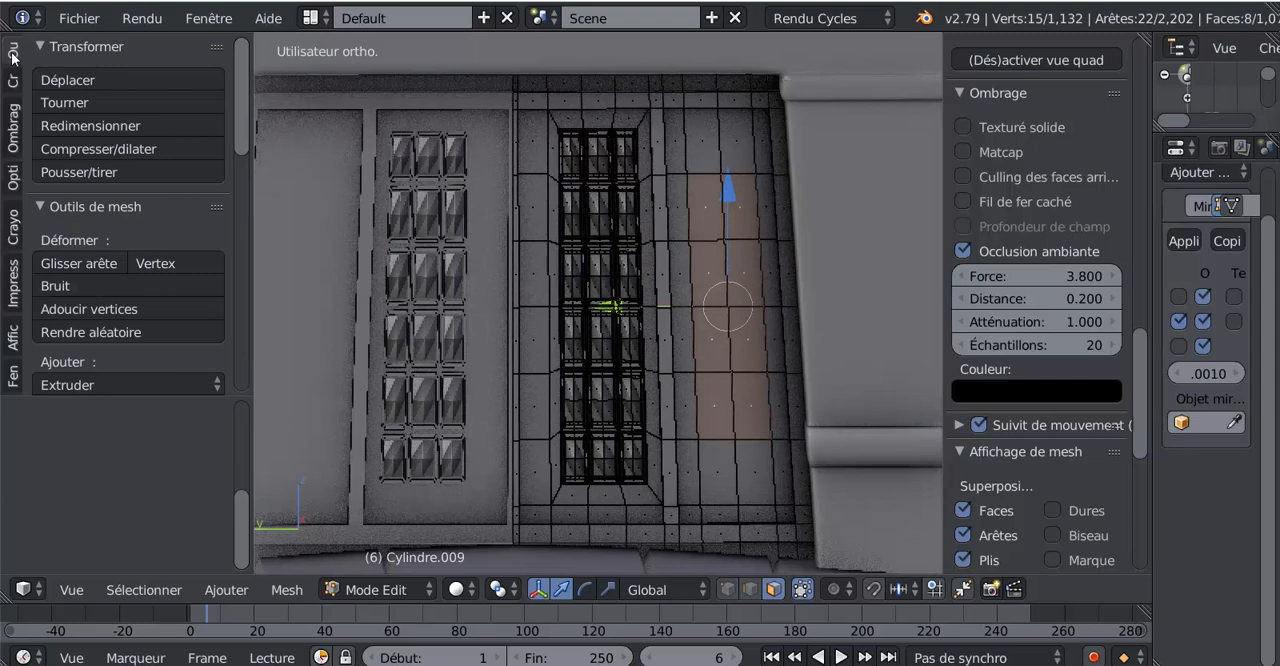 Fichier Rendu Fenêtre Aide Default Scene Rendu Cycles v2.79 | Verts:15/1,132 | Arêtes:22/2,202 | Faces:8/1,0
Ou
Cr
Ombrag
Opti
Crayo
Impress
Affic
Fen
Transformer
Déplacer
Tourner
Redimensionner
Compresser/dilater
Pousser/tirer
Outils de mesh
Déformer :
Glisser arête Vertex
Bruit
Adoucir vertices
Rendre aléatoire
Ajouter :
Extruder
Utilisateur ortho.
z
y
x
(6) Cylindre.009
(Dés)activer vue quad
Ombrage
Texturé solide
Matcap
Culling des faces arri...
Fil de fer caché
Profondeur de champ
Occlusion ambiante
Force: 3.800
Distance: 0.200
Atténuation: 1.000
Échantillons: 20
Couleur:
Suivit de mouvement (
Affichage de mesh
Superposi...
Faces Dures
Arêtes Biseau
Plis Marque
Vue Che
Ajouter ...
Mir
Appli Copi
O Te
.0010
Objet mir...
Vue Sélectionner Ajouter Mesh Mode Edit Global
-40 -20 0 20 40 60 80 100 120 140 160 180 200 220 240 260 280
Vue Marqueur Frame Lecture Début: 1 Fin: 250 6 Pas de synchro